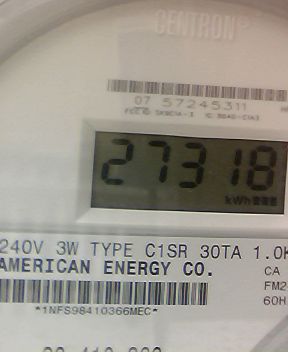 CENTRON®
07 57245311
27318
kWh
240V 3W TYPE C1SR 30TA 1.0K
AMERICAN ENERGY CO.
CA
FM2
60H
*1NFS98410366MEC*